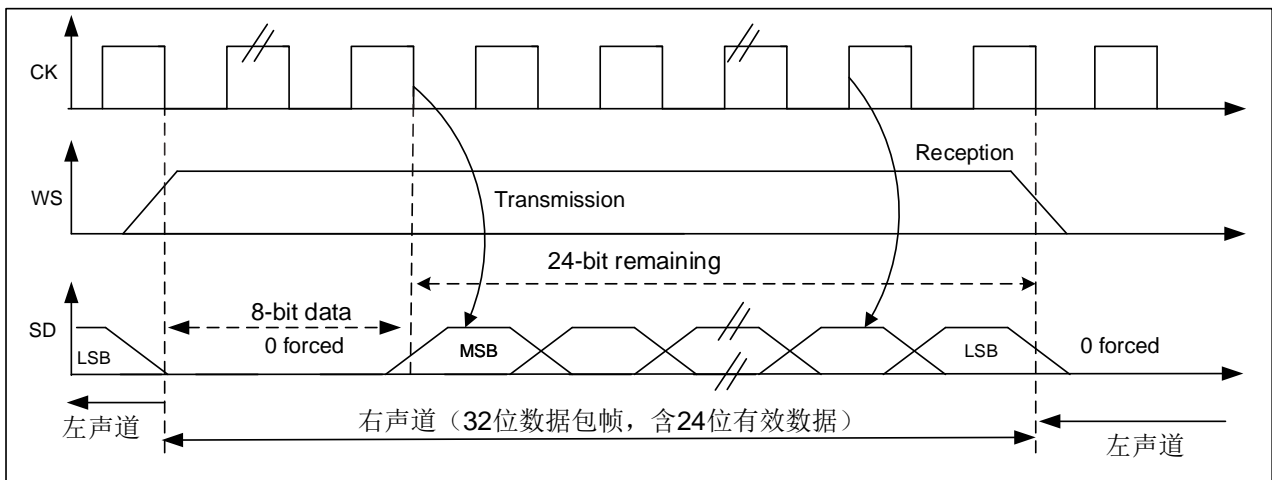 CK
Reception
WS
Transmission
24-bit remaining
8-bit data
SD
0 forced
MSB
LSB
LSB
0 forced
左声道
右声道（32位数据包帧，含24位有效数据）
左声道